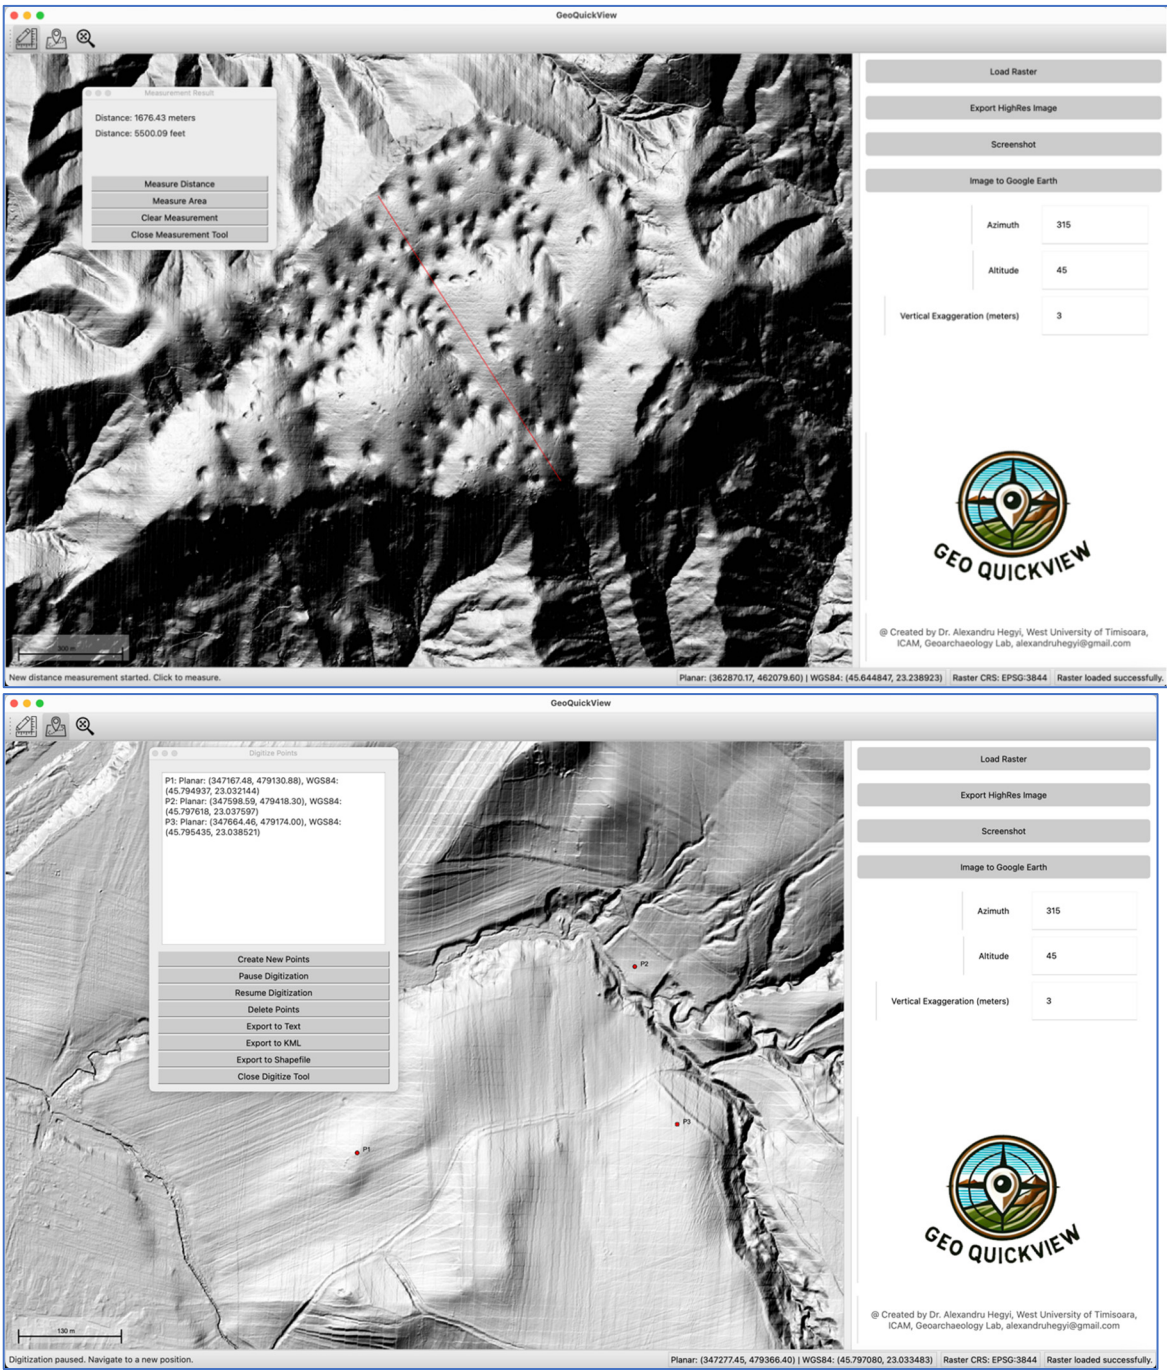 GeoQuickView
Measurement Result
Distance: 1676.43 meters
Distance: 5500.09 feet
Measure Distance
Measure Area
Clear Measurement
Close Measurement Tool
Load Raster
Export HighRes Image
Screenshot
Image to Google Earth
Azimuth 315
Altitude 45
Vertical Exaggeration (meters) 3
GEO QUICKVIEW
@ Created by Dr. Alexandru Hegyi, West University of Timisoara,
ICAM, Geoarchaeology Lab, alexandruhegyi@gmail.com
300 m
New distance measurement started. Click to measure.
Planar: (362870.17, 462079.60) | WGS84: (45.644847, 23.238923) Raster CRS: EPSG:3844 Raster loaded successfully.
GeoQuickView
Digitize Points
P1: Planar: (347167.48, 479130.88), WGS84:
(45.794937, 23.032144)
P2: Planar: (347598.59, 479418.30), WGS84:
(45.797618, 23.037597)
P3: Planar: (347664.46, 479174.00), WGS84:
(45.795435, 23.038521)
Create New Points
Pause Digitization
Resume Digitization
Delete Points
Export to Text
Export to KML
Export to Shapefile
Close Digitize Tool
P2
P3
P1
Load Raster
Export HighRes Image
Screenshot
Image to Google Earth
Azimuth 315
Altitude 45
Vertical Exaggeration (meters) 3
GEO QUICKVIEW
@ Created by Dr. Alexandru Hegyi, West University of Timisoara,
ICAM, Geoarchaeology Lab, alexandruhegyi@gmail.com
130 m
Digitization paused. Navigate to a new position.
Planar: (347277.45, 479366.40) | WGS84: (45.797080, 23.033483) Raster CRS: EPSG:3844 Raster loaded successfully.